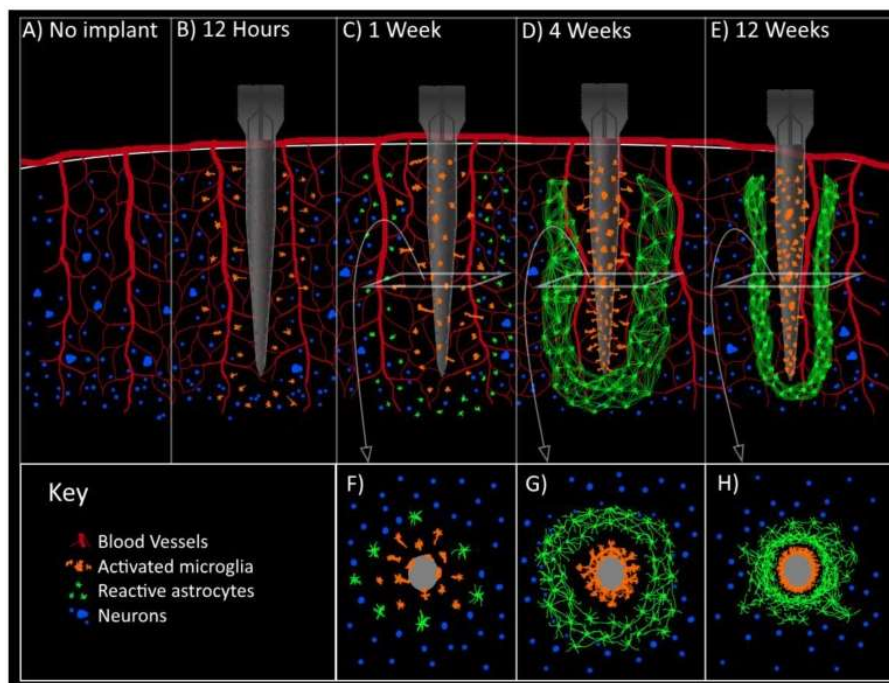 A) No implant
B) 12 Hours
C) 1 Week
D) 4 Weeks
E) 12 Weeks
Key
Blood Vessels
Activated microglia
Reactive astrocytes
Neurons
F)
G)
H)